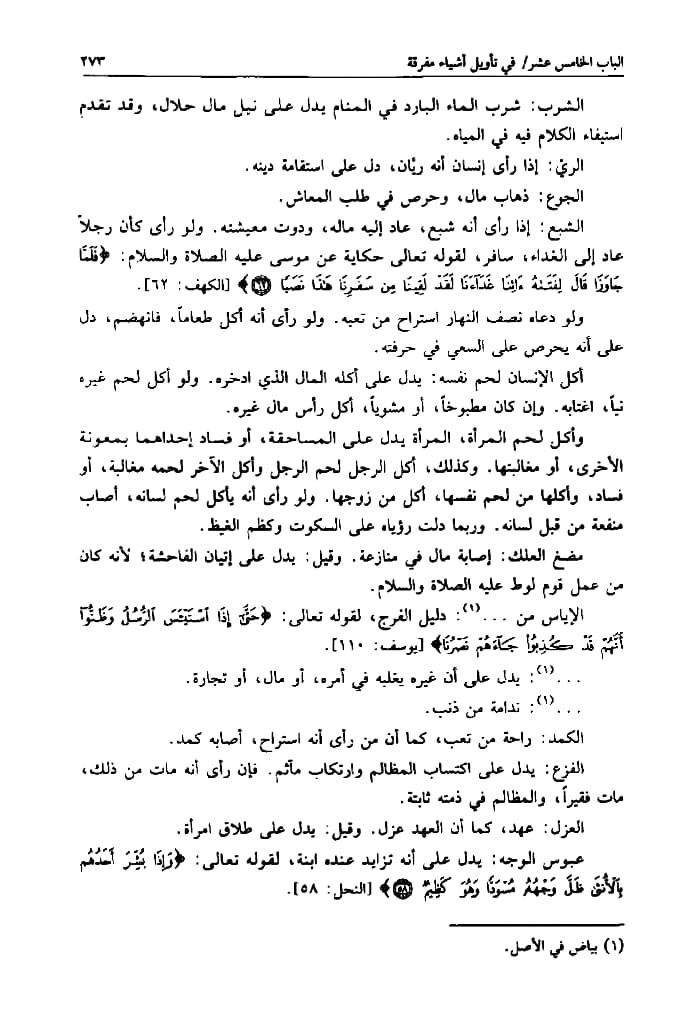 الباب الخامس عشر/ في تأويل أشياء مفرقة ٢٧٣
الشرب: شرب الماء البارد في المنام يدل على نيل مال حلال، وقد تقدم
استيفاء الكلام فيه في المياه.
الريّ: إذا رأى إنسان أنه ريّان، دل على استقامة دينه.
الجوع: ذهاب مال، وحرص في طلب المعاش.
الشبع: إذا رأى أنه شبع، عاد إليه ماله، ودوت معيشته. ولو رأى كأن رجلاً
عاد إلى الغداء، سافر، لقوله تعالى حكاية عن موسى عليه الصلاة والسلام: ﴿فَلَمَّا
جَاوَزَا قَالَ لِفَتَىٰهُ ءَاتِنَا غَدَآءَنَا لَقَدْ لَقِينَا مِن سَفَرِنَا هَٰذَا نَصَبًا ﴿٦٢﴾﴾ [الكهف: ٦٢].
ولو دعاه نصف النهار استراح من تعبه. ولو رأى أنه أكل طعاماً، فانهضم، دل
على أنه يحرص على السعي في حرفته.
أكل الإنسان لحم نفسه: يدل على أكله المال الذي ادخره. ولو أكل لحم غيره
نياً، اغتابه. وإن كان مطبوخاً، أو مشوياً، أكل رأس مال غيره.
وأكل لحم المرأة، المرأة يدل على المساحقة، أو فساد إحداهما بمعونة
الأخرى، أو مغالبتها. وكذلك، أكل الرجل لحم الرجل وأكل الآخر لحمه مغالبة، أو
فساد، وأكلها من لحم نفسها، أكل من زوجها. ولو رأى أنه يأكل لحم لسانه، أصاب
منفعة من قبل لسانه. وربما دلت رؤياه على السكوت وكظم الغيظ.
مضغ العلك: إصابة مال في منازعة. وقيل: يدل على إتيان الفاحشة؛ لأنه كان
من عمل قوم لوط عليه الصلاة والسلام.
الإياس من ...(١): دليل الفرج، لقوله تعالى: ﴿حَتَّىٰٓ إِذَا ٱسْتَيْـَٔسَ ٱلرُّسُلُ وَظَنُّوٓا۟
أَنَّهُمْ قَدْ كُذِبُوا۟ جَآءَهُمْ نَصْرُنَا﴾ [يوسف: ١١٠].
...(١): يدل على أن غيره يغلبه في أمره، أو مال، أو تجارة.
...(١): ندامة من ذنب.
الكمد: راحة من تعب، كما أن من رأى أنه استراح، أصابه كمد.
الفزع: يدل على اكتساب المظالم وارتكاب مآثم. فإن رأى أنه مات من ذلك،
مات فقيراً، والمظالم في ذمته ثابتة.
العزل: عهد، كما أن العهد عزل. وقيل: يدل على طلاق امرأة.
عبوس الوجه: يدل على أنه تزايد عنده ابنة، لقوله تعالى: ﴿وَإِذَا بُشِّرَ أَحَدُهُم
بِٱلْأُنثَىٰ ظَلَّ وَجْهُهُۥ مُسْوَدًّا وَهُوَ كَظِيمٌ ﴿٥٨﴾﴾ [النحل: ٥٨].
(١) بياض في الأصل.